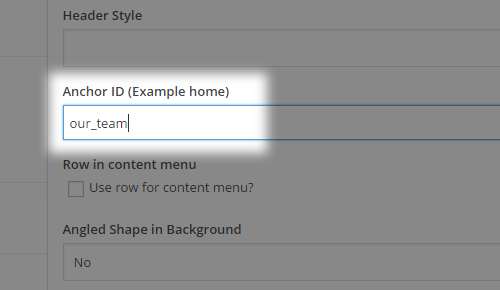 Header Style
Anchor ID (Example home)
our_team
Row in content menu
Use row for content menu?
Angled Shape in Background
No